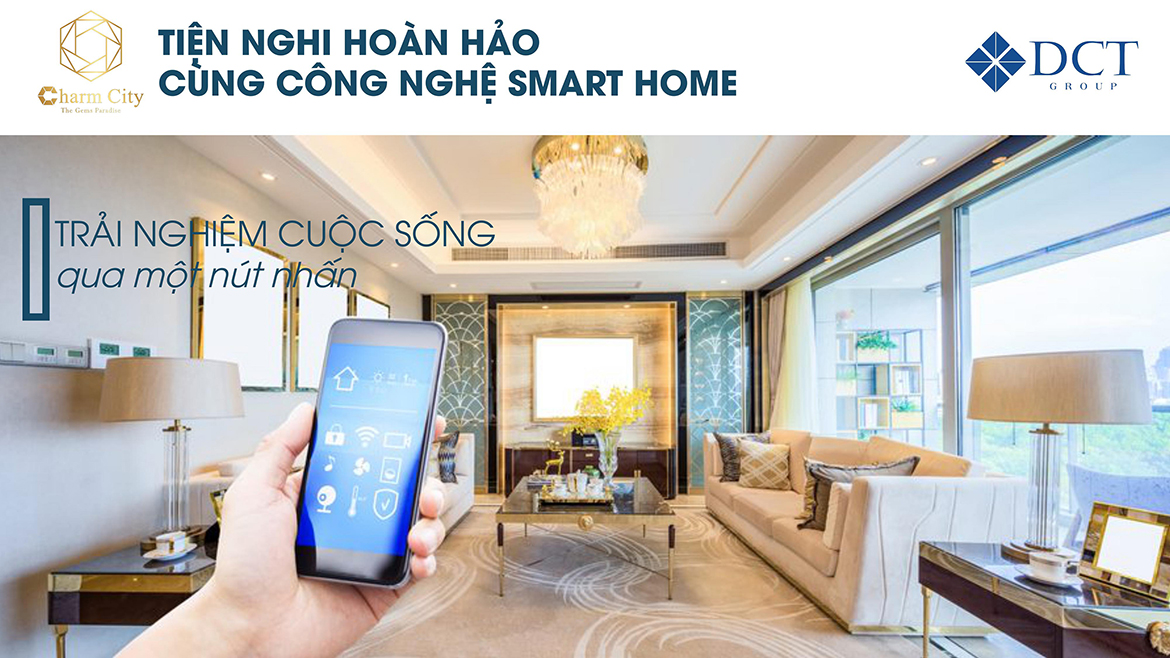 Charm City
The Gems Paradise
TIỆN NGHI HOÀN HẢO
CÙNG CÔNG NGHỆ SMART HOME
DCT
GROUP
TRẢI NGHIỆM CUỘC SỐNG
qua một nút nhấn